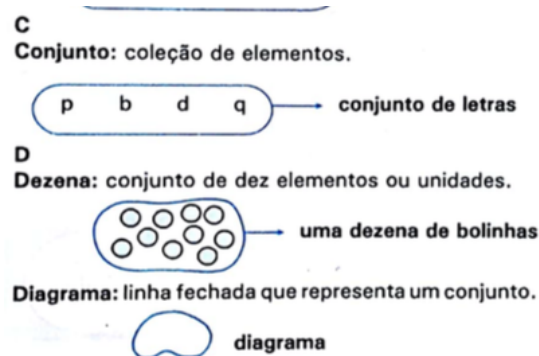 C
Conjunto: coleção de elementos.
p b d q conjunto de letras
D
Dezena: conjunto de dez elementos ou unidades.
uma dezena de bolinhas
Diagrama: linha fechada que representa um conjunto.
diagrama